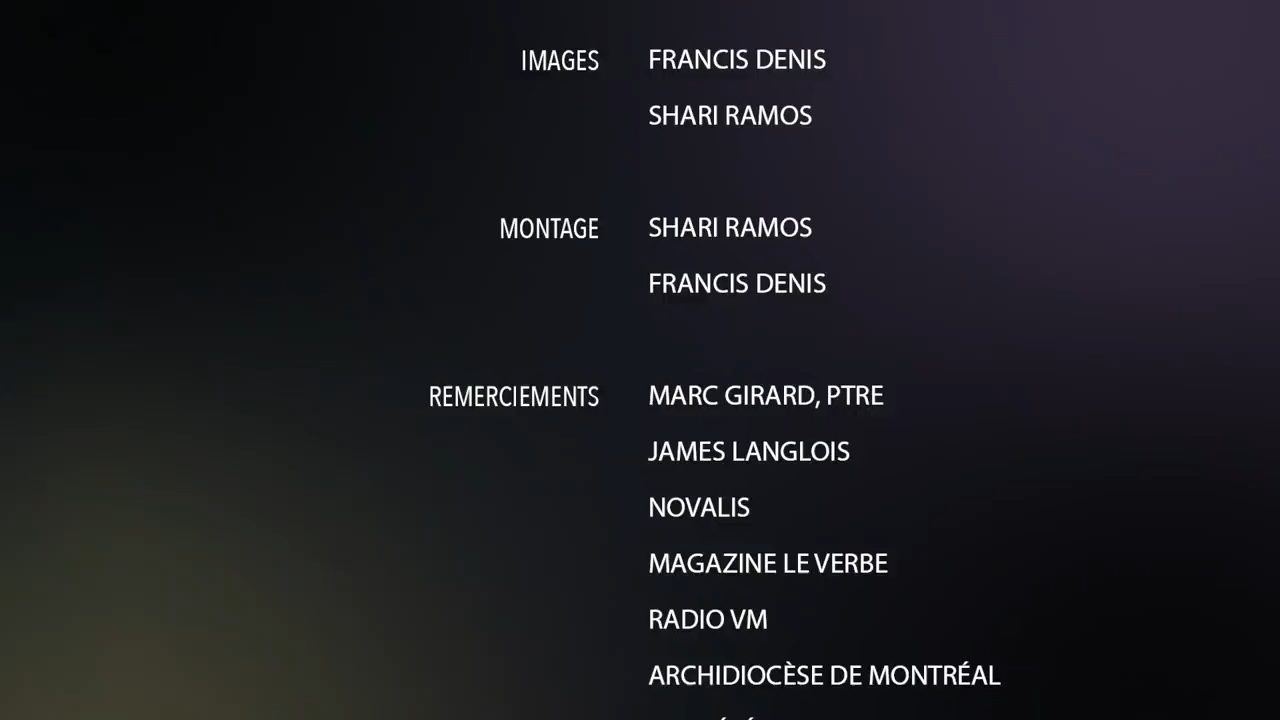 IMAGES FRANCIS DENIS
SHARI RAMOS
MONTAGE SHARI RAMOS
FRANCIS DENIS
REMERCIEMENTS MARC GIRARD, PTRE
JAMES LANGLOIS
NOVALIS
MAGAZINE LE VERBE
RADIO VM
ARCHIDIOCÈSE DE MONTRÉAL